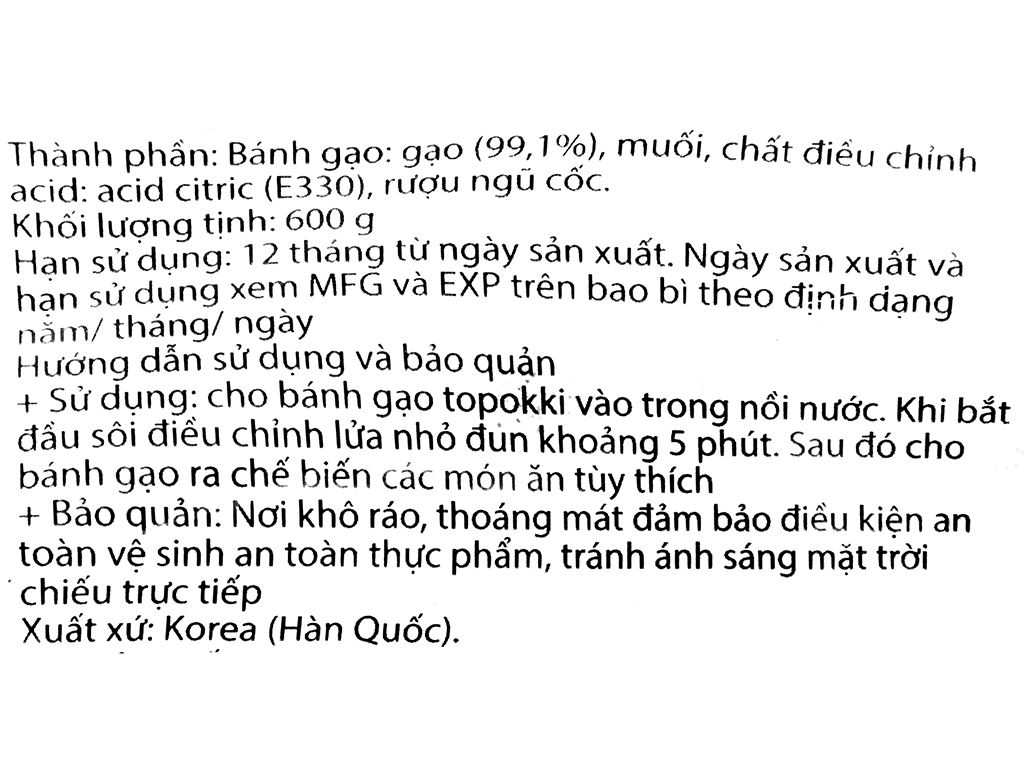 Thành phần: Bánh gạo: gạo (99,1%), muối, chất điều chỉnh
acid: acid citric (E330), rượu ngũ cốc.
Khối lượng tịnh: 600 g
Hạn sử dụng: 12 tháng từ ngày sản xuất. Ngày sản xuất và
hạn sử dụng xem MFG và EXP trên bao bì theo định dạng
năm/ tháng/ ngày
Hướng dẫn sử dụng và bảo quản
+ Sử dụng: cho bánh gạo topokki vào trong nồi nước. Khi bắt
đầu sôi điều chỉnh lửa nhỏ đun khoảng 5 phút. Sau đó cho
bánh gạo ra chế biến các món ăn tùy thích
+ Bảo quản: Nơi khô ráo, thoáng mát đảm bảo điều kiện an
toàn vệ sinh an toàn thực phẩm, tránh ánh sáng mặt trời
chiếu trực tiếp
Xuất xứ: Korea (Hàn Quốc).